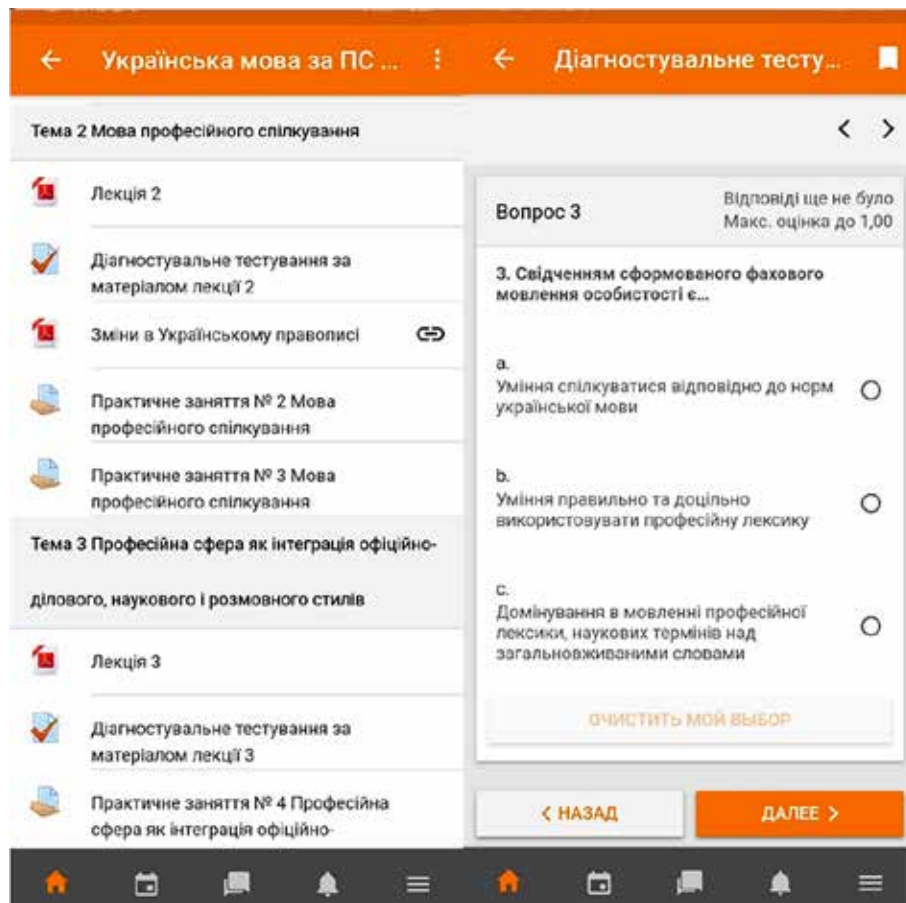 Українська мова за ПС ...
Тема 2 Мова професійного спілкування
Лекція 2
Діагностувальне тестування за
матеріалом лекції 2
Зміни в Українському правописі
Практичне заняття № 2 Мова
професійного спілкування
Практичне заняття № 3 Мова
професійного спілкування
Тема 3 Професійна сфера як інтеграція офіційно-
ділового, наукового і розмовного стилів
Лекція 3
Діагностувальне тестування за
матеріалом лекції 3
Практичне заняття № 4 Професійна
сфера як інтеграція офіційно-
Діагностувальне тесту...
Вопрос 3
Відповіді ще не було
Макс. оцінка до 1,00
3. Свідченням сформованого фахового
мовлення особистості є...
a.
Уміння спілкуватися відповідно до норм
української мови
b.
Уміння правильно та доцільно
використовувати професійну лексику
c.
Домінування в мовленні професійної
лексики, наукових термінів над
загальновживаними словами
ОЧИСТИТЬ МОЙ ВЫБОР
НАЗАД
ДАЛЕЕ